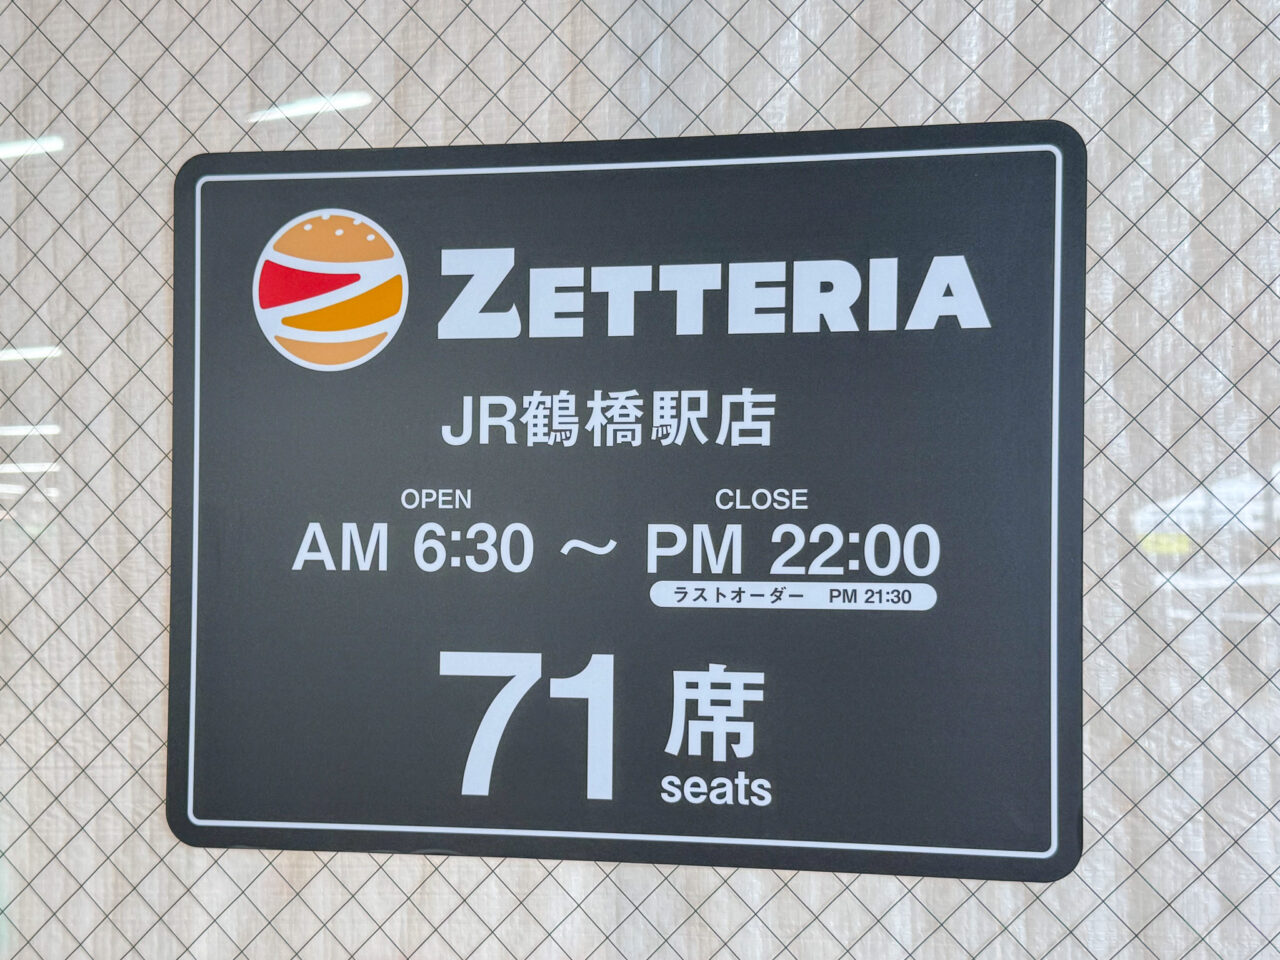 ZETTERIA
JR鶴橋駅店
OPEN CLOSE
AM 6:30 〜 PM 22:00
ラストオーダー PM 21:30
71席
seats